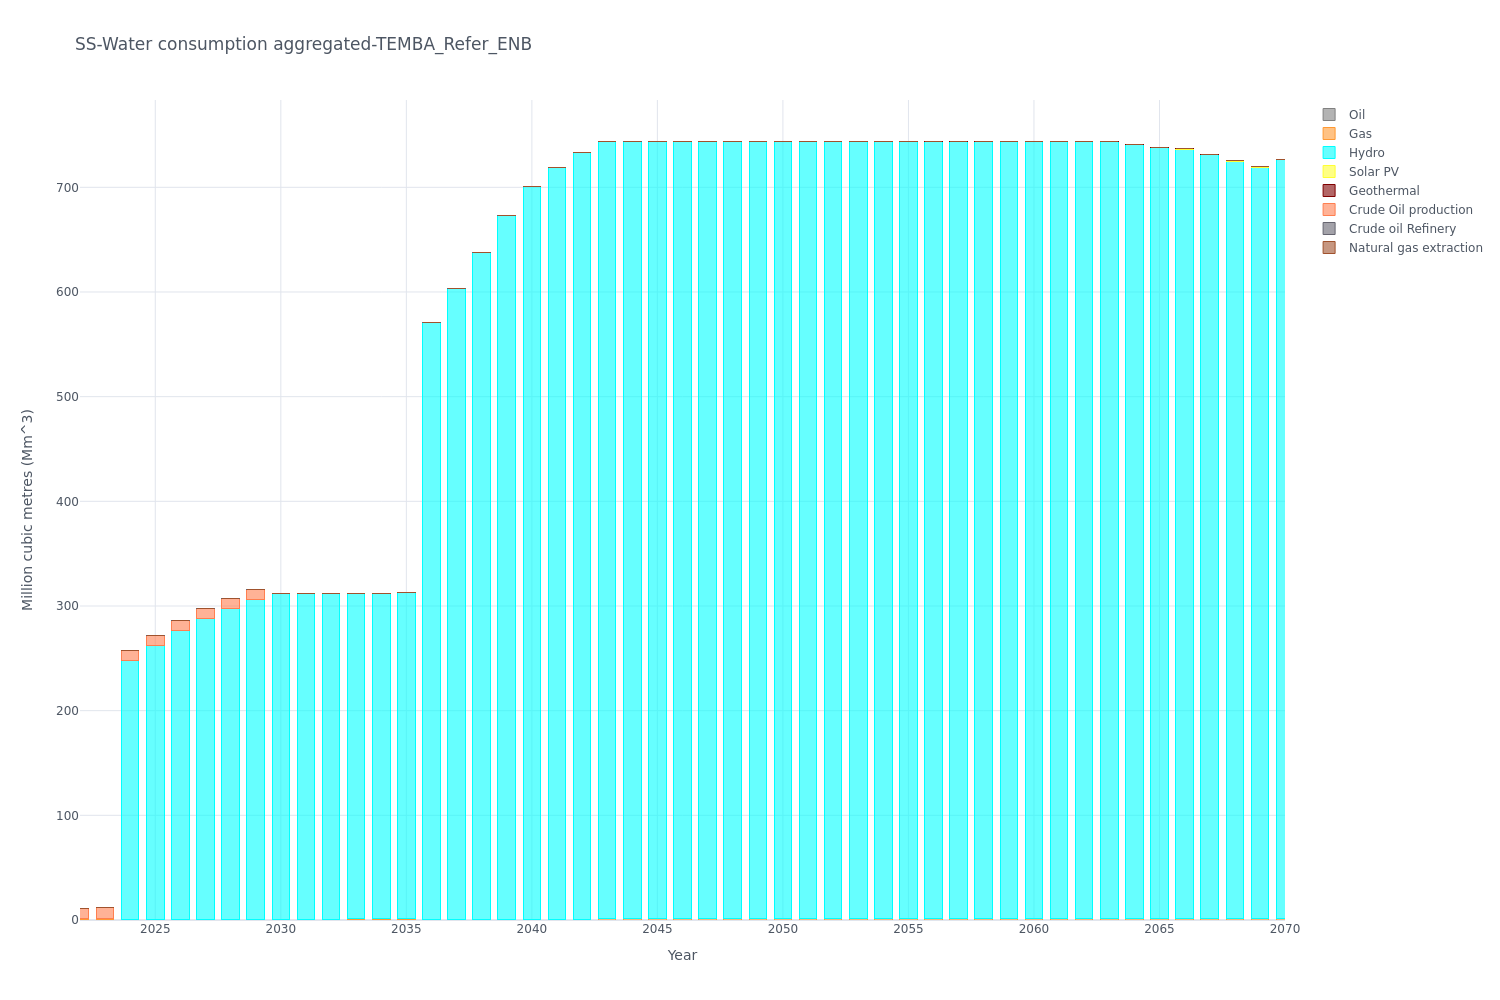 SS-Water consumption aggregated-TEMBA_Refer_ENB
Oil
Gas
Hydro
Solar PV
Geothermal
Crude Oil production
Crude oil Refinery
Natural gas extraction
Million cubic metres (Mm^3)
700
600
500
400
300
200
100
0
2025 2030 2035 2040 2045 2050 2055 2060 2065 2070
Year